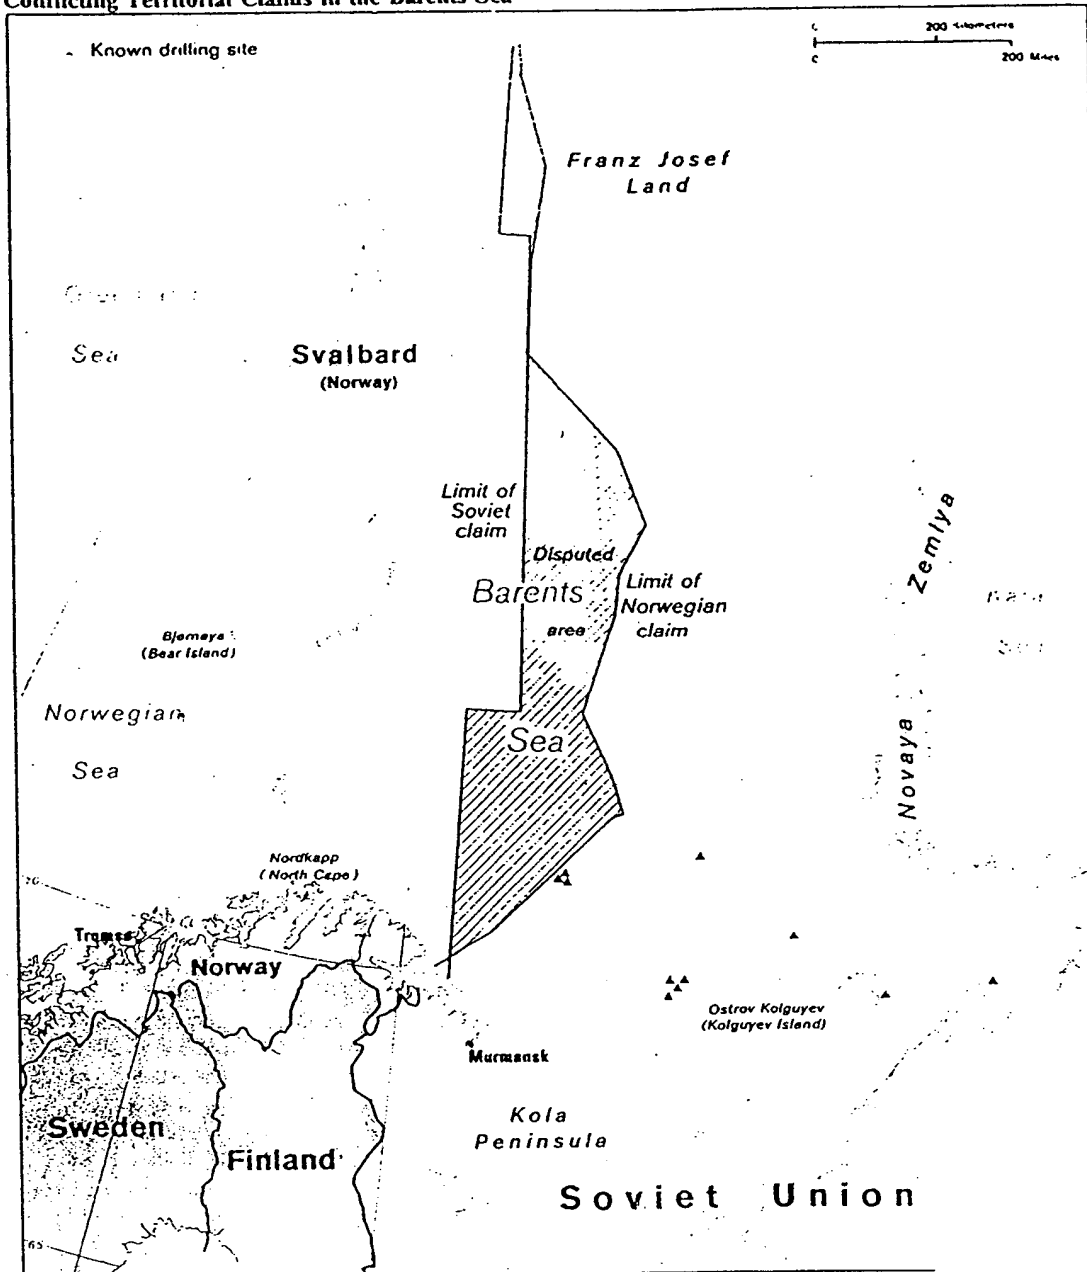 Conflicting Territorial Claims in the Barents Sea
Known drilling site
200 Kilometers
200 Miles
Franz Josef
Land
Sea
Svalbard
(Norway)
Limit of
Soviet
claim
Disputed
Barents
area
Sea
Limit of
Norwegian
claim
Zemlya
Novaya
Bjørnøya
(Bear Island)
Norwegian
Sea
Nordkapp
(North Cape)
70
Tromsø
Norway
Ostrov Kolguyev
(Kolguyev Island)
Murmansk
Kola
Peninsula
Sweden
Finland
Soviet Union
65